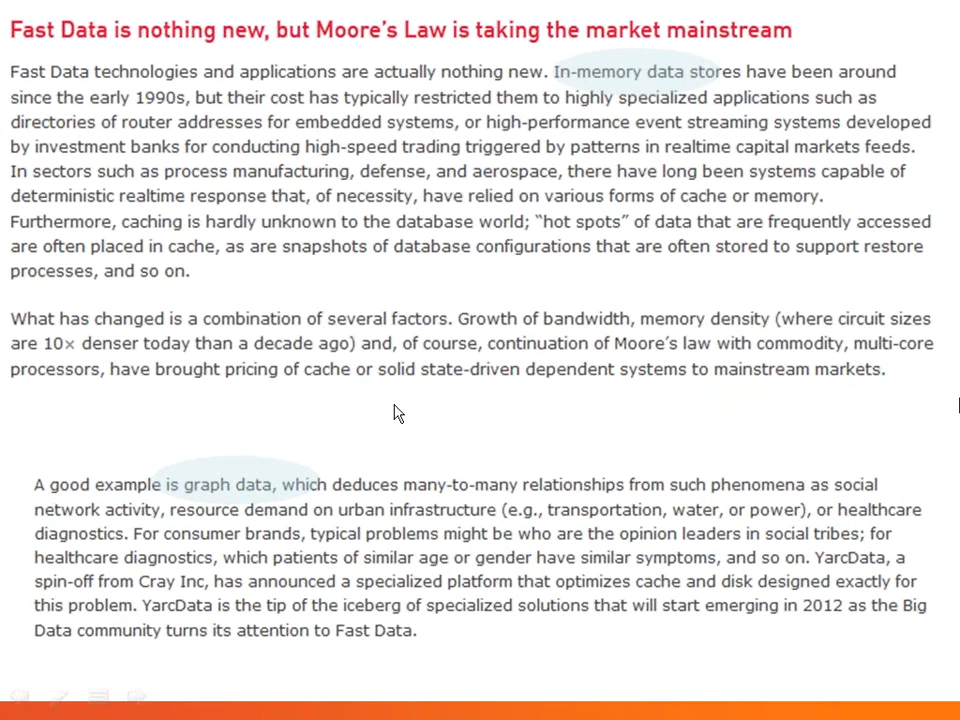 Fast Data is nothing new, but Moore's Law is taking the market mainstream
Fast Data technologies and applications are actually nothing new. In-memory data stores have been around
since the early 1990s, but their cost has typically restricted them to highly specialized applications such as
directories of router addresses for embedded systems, or high-performance event streaming systems developed
by investment banks for conducting high-speed trading triggered by patterns in realtime capital markets feeds.
In sectors such as process manufacturing, defense, and aerospace, there have long been systems capable of
deterministic realtime response that, of necessity, have relied on various forms of cache or memory.
Furthermore, caching is hardly unknown to the database world; “hot spots” of data that are frequently accessed
are often placed in cache, as are snapshots of database configurations that are often stored to support restore
processes, and so on.
What has changed is a combination of several factors. Growth of bandwidth, memory density (where circuit sizes
are 10× denser today than a decade ago) and, of course, continuation of Moore's law with commodity, multi-core
processors, have brought pricing of cache or solid state-driven dependent systems to mainstream markets.
A good example is graph data, which deduces many-to-many relationships from such phenomena as social
network activity, resource demand on urban infrastructure (e.g., transportation, water, or power), or healthcare
diagnostics. For consumer brands, typical problems might be who are the opinion leaders in social tribes; for
healthcare diagnostics, which patients of similar age or gender have similar symptoms, and so on. YarcData, a
spin-off from Cray Inc, has announced a specialized platform that optimizes cache and disk designed exactly for
this problem. YarcData is the tip of the iceberg of specialized solutions that will start emerging in 2012 as the Big
Data community turns its attention to Fast Data.